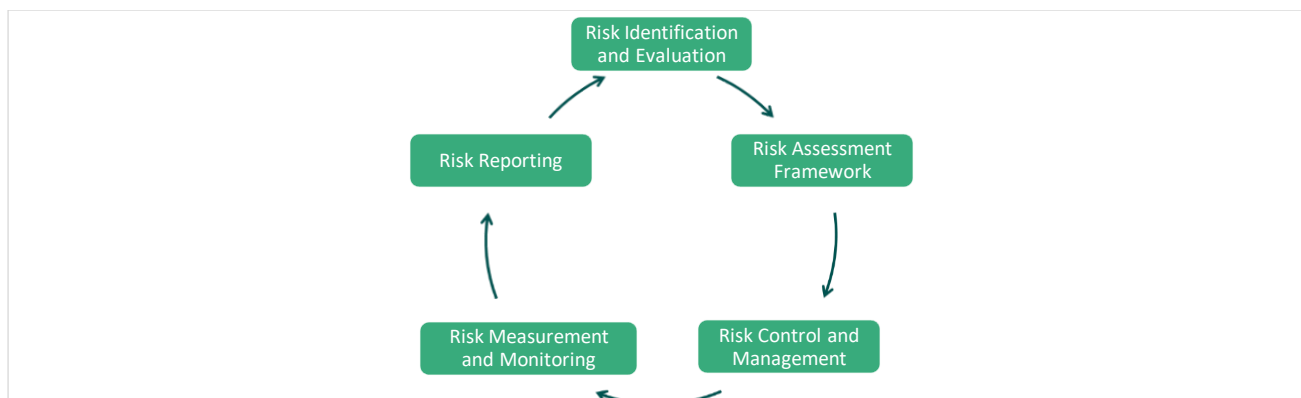 Risk Identification
and Evaluation
Risk Reporting
Risk Assessment
Framework
Risk Measurement
and Monitoring
Risk Control and
Management